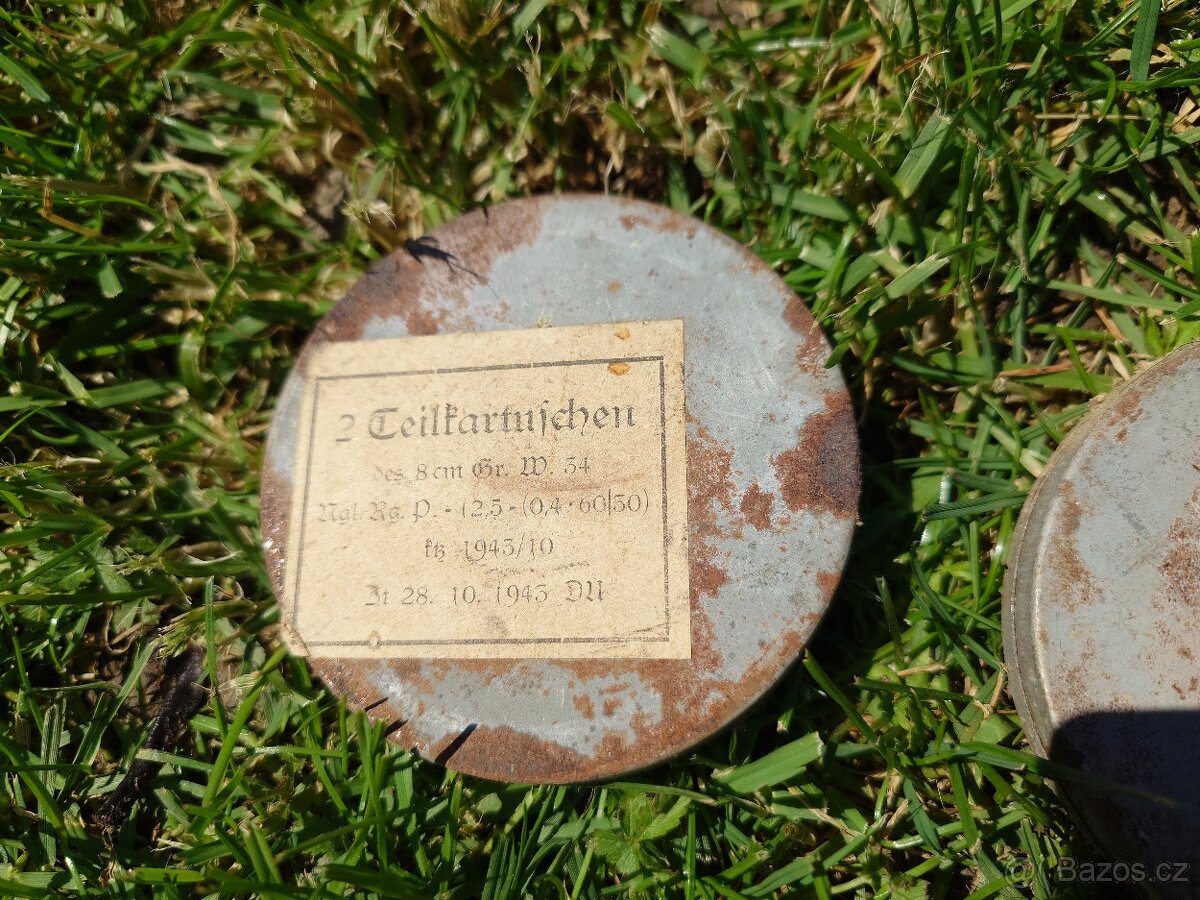 2 Teilkartuſchen
des 8 cm Gr. W. 34
Ngl. Rg. P. - 12,5 - (0,4 · 60/30)
ktz 1943/10
Jt 28. 10. 1943 DU
Bazos.cz